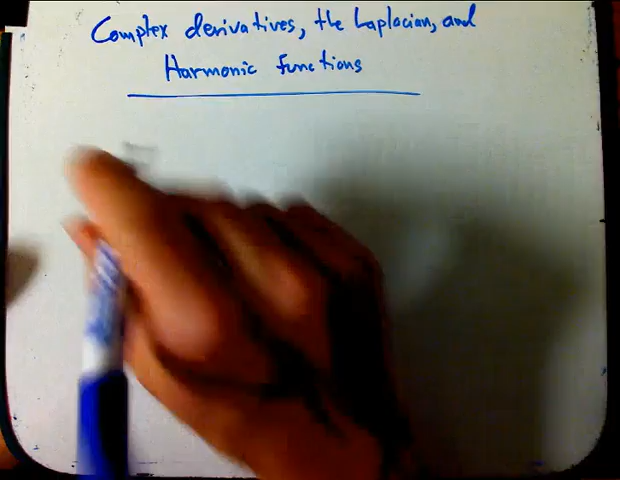 Complex derivatives, the Laplacian, and
Harmonic functions